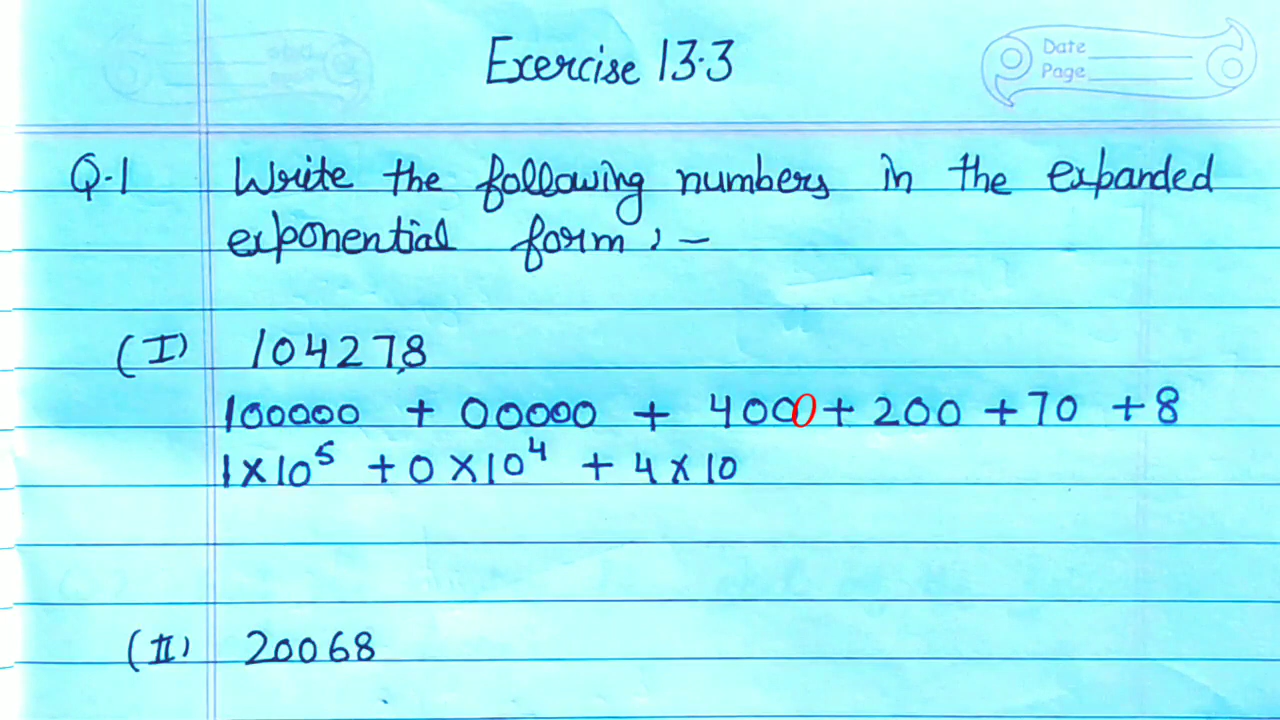 Exercise 13.3
Date
Page
Q.1 Write the following numbers in the expanded
exponential form :-
(I) 104278
100000 + 00000 + 4000 + 200 + 70 + 8
1×10⁵ + 0×10⁴ + 4×10
(II) 20068